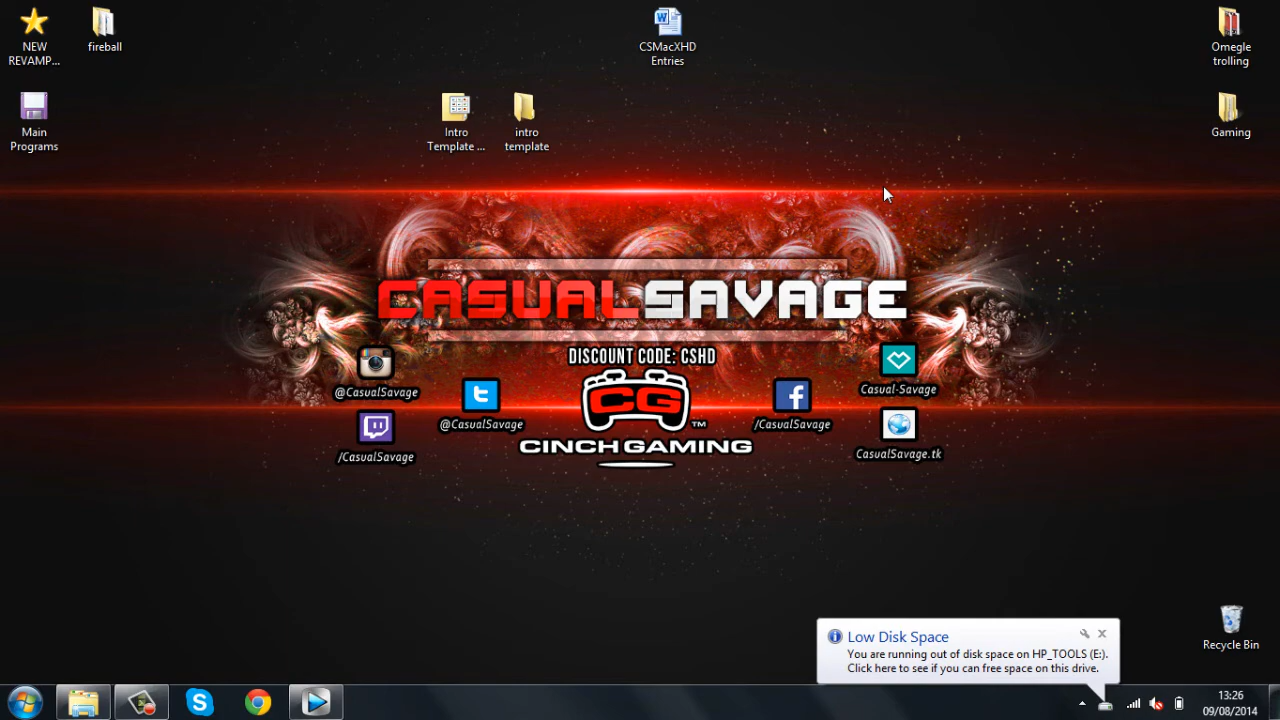 NEW
REVAMP...
fireball
CSMacXHD
Entries
Omegle
trolling
Main
Programs
Intro
Template ...
intro
template
Gaming
CASUALSAVAGE
DISCOUNT CODE: CSHD
@CasualSavage
@CasualSavage
/CasualSavage
Casual-Savage
/CasualSavage
CG™
CINCH GAMING
CasualSavage.tk
Recycle Bin
Low Disk Space
You are running out of disk space on HP_TOOLS (E:).
Click here to see if you can free space on this drive.
13:26
09/08/2014